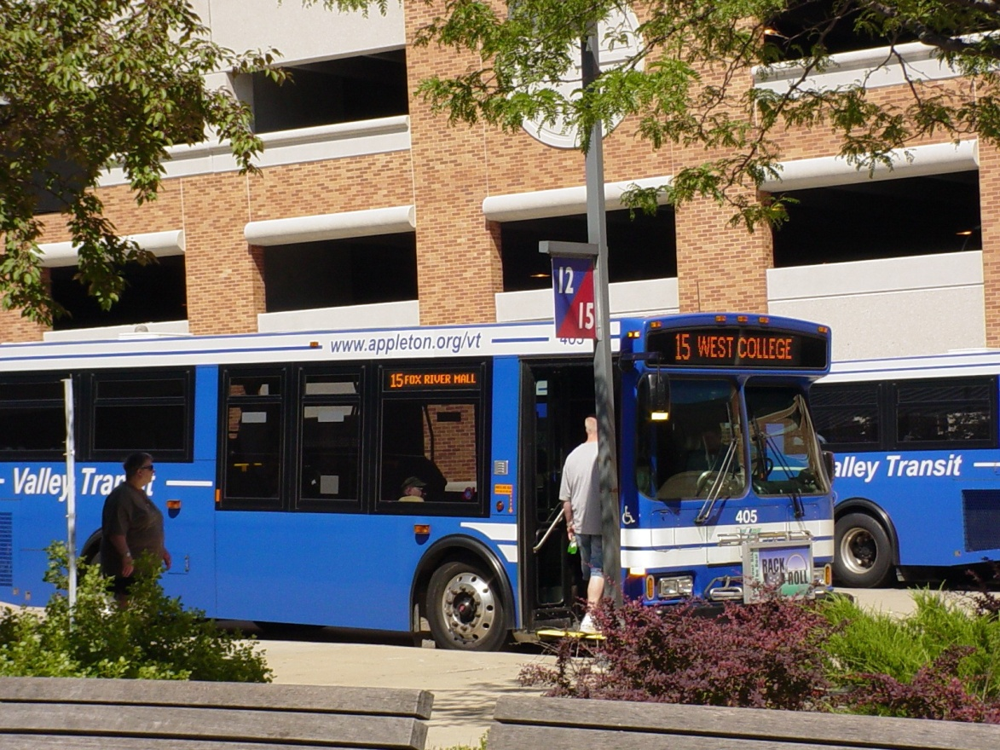 12
15
www.appleton.org/vt
405
15 WEST COLLEGE
15 FOX RIVER MALL
Valley Transit
alley Transit
405
RACK
ROLL